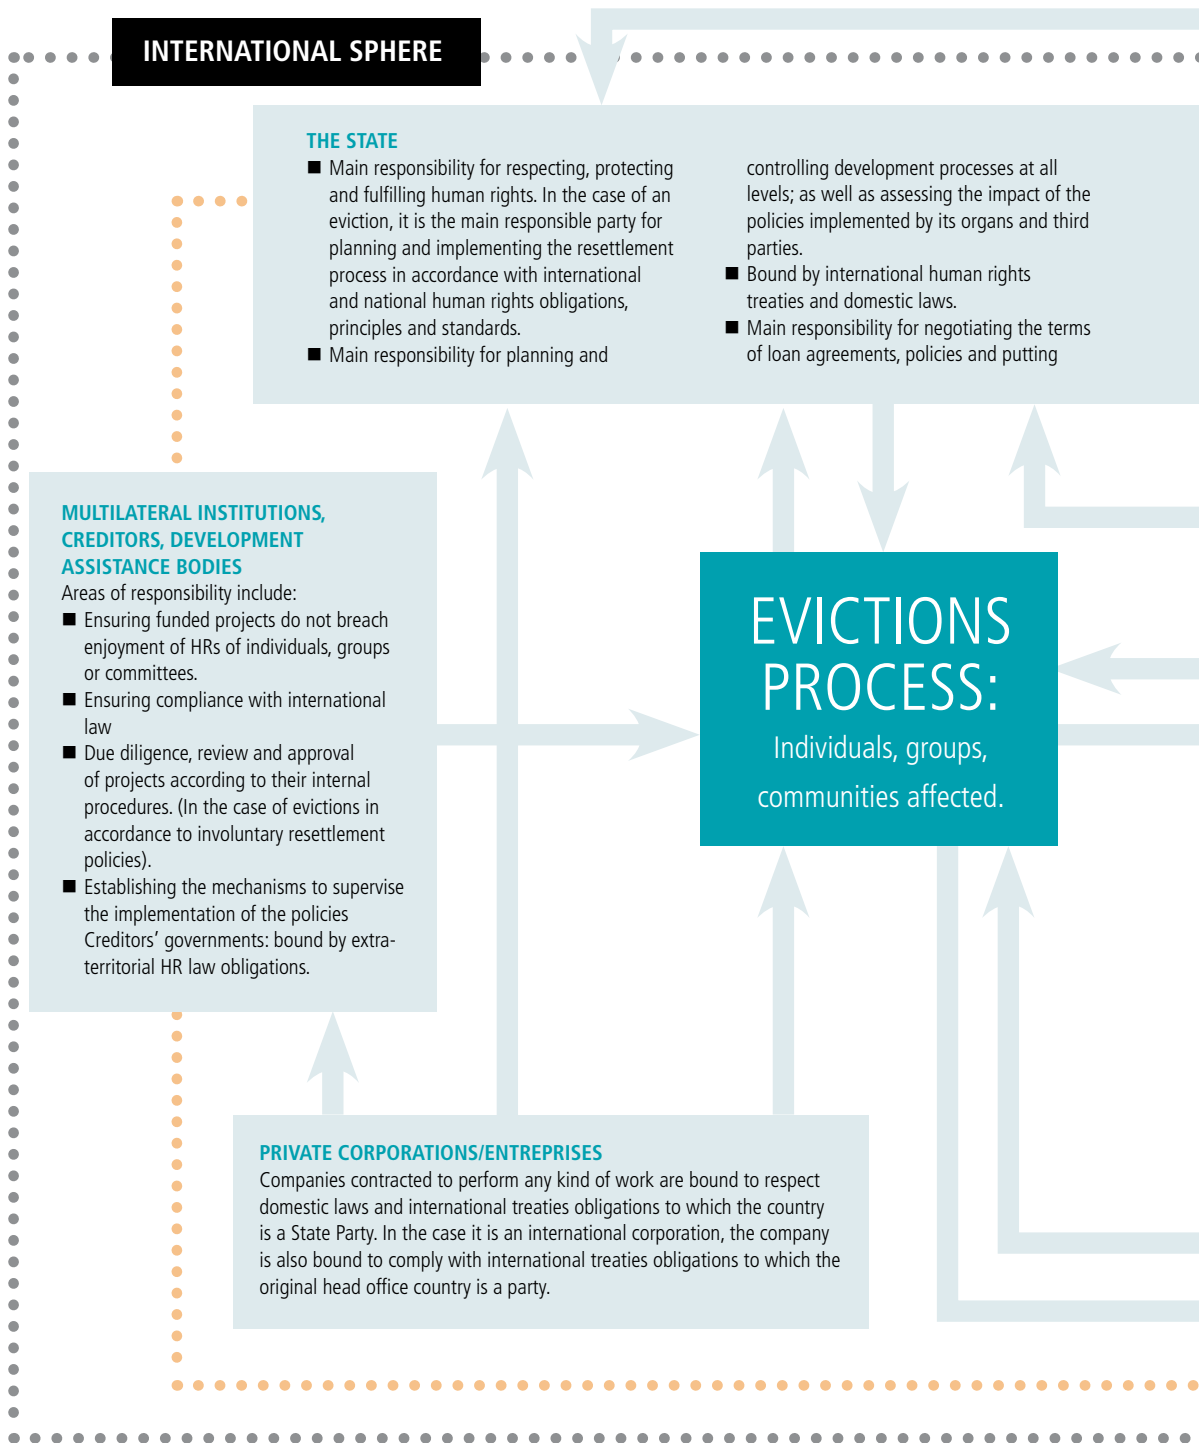 INTERNATIONAL SPHERE
THE STATE
■ Main responsibility for respecting, protecting
and fulfilling human rights. In the case of an
eviction, it is the main responsible party for
planning and implementing the resettlement
process in accordance with international
and national human rights obligations,
principles and standards.
■ Main responsibility for planning and
controlling development processes at all
levels; as well as assessing the impact of the
policies implemented by its organs and third
parties.
■ Bound by international human rights
treaties and domestic laws.
■ Main responsibility for negotiating the terms
of loan agreements, policies and putting
MULTILATERAL INSTITUTIONS,
CREDITORS, DEVELOPMENT
ASSISTANCE BODIES
Areas of responsibility include:
■ Ensuring funded projects do not breach
enjoyment of HRs of individuals, groups
or committees.
■ Ensuring compliance with international
law
■ Due diligence, review and approval
of projects according to their internal
procedures. (In the case of evictions in
accordance to involuntary resettlement
policies).
■ Establishing the mechanisms to supervise
the implementation of the policies
Creditors’ governments: bound by extra-
territorial HR law obligations.
EVICTIONS
PROCESS:
Individuals, groups,
communities affected.
PRIVATE CORPORATIONS/ENTREPRISES
Companies contracted to perform any kind of work are bound to respect
domestic laws and international treaties obligations to which the country
is a State Party. In the case it is an international corporation, the company
is also bound to comply with international treaties obligations to which the
original head office country is a party.